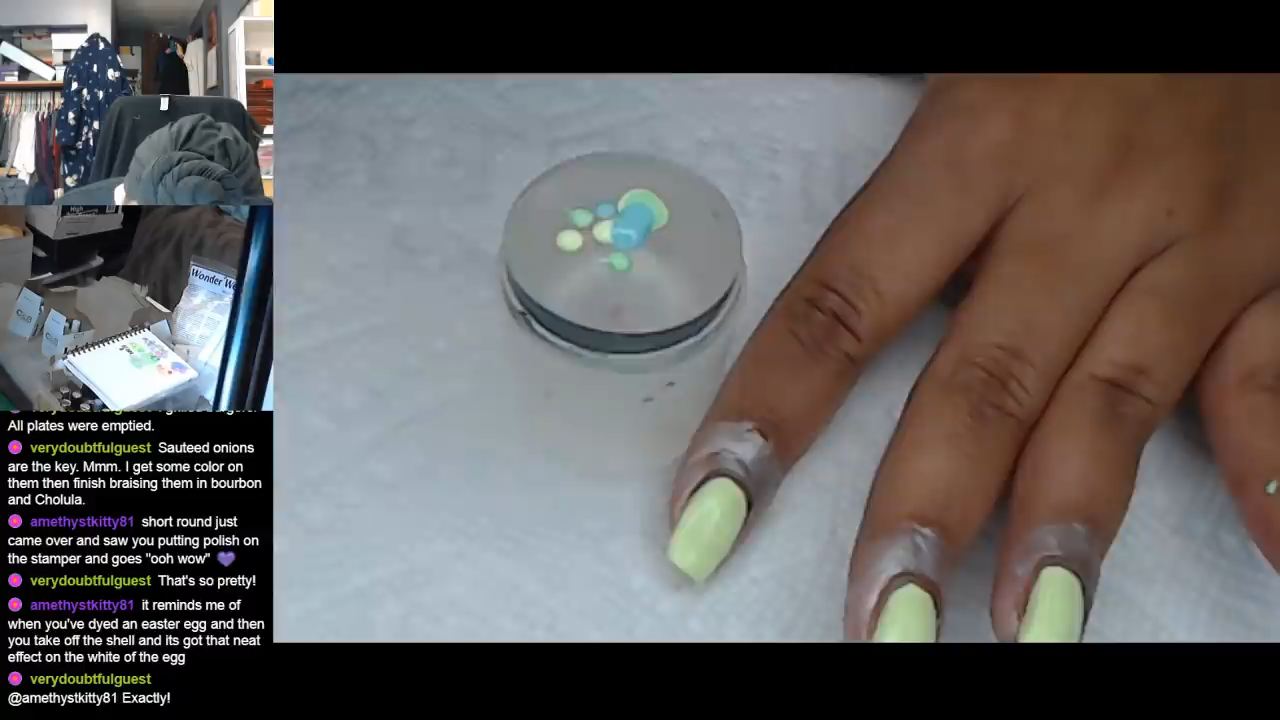 High
Wonder We
All plates were emptied.
verydoubtfulguest Sauteed onions
are the key. Mmm. I get some color on
them then finish braising them in bourbon
and Cholula.
amethystkitty81 short round just
came over and saw you putting polish on
the stamper and goes "ooh wow"
verydoubtfulguest That's so pretty!
amethystkitty81 it reminds me of
when you've dyed an easter egg and then
you take off the shell and its got that neat
effect on the white of the egg
verydoubtfulguest
@amethystkitty81 Exactly!